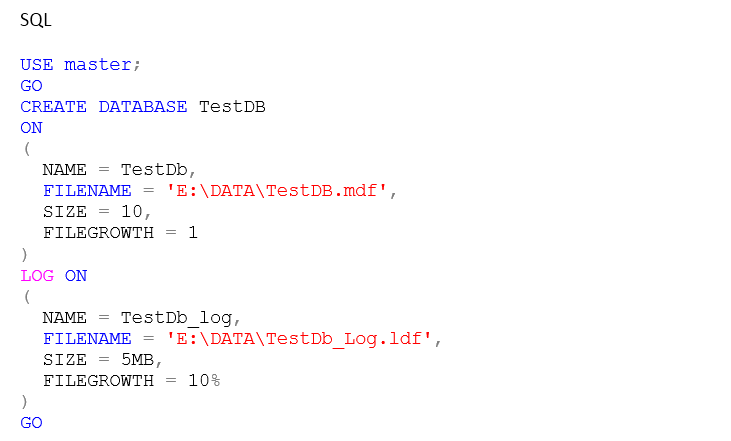 SQL
USE master;
GO
CREATE DATABASE TestDB
ON
(
NAME = TestDb,
FILENAME = 'E:\DATA\TestDB.mdf',
SIZE = 10,
FILEGROWTH = 1
)
LOG ON
(
NAME = TestDb_log,
FILENAME = 'E:\DATA\TestDb_Log.ldf',
SIZE = 5MB,
FILEGROWTH = 10%
)
GO